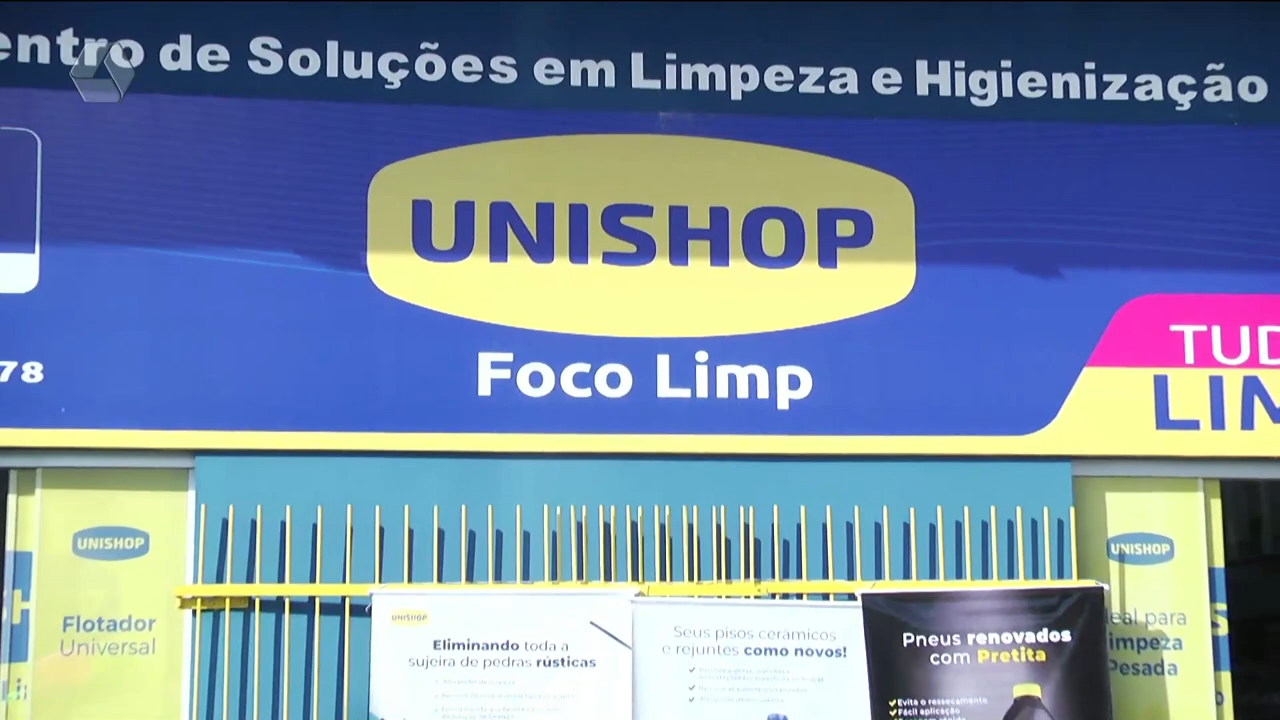 entro de Soluções em Limpeza e Higienização
UNISHOP
Foco Limp
78
TUD
LIM
UNISHOP
Flotador
Universal
UNISHOP
Eliminando toda a
sujeira de pedras rústicas
Seus pisos cerâmicos
e rejuntes como novos!
Pneus renovados
com Pretita
Evita o ressecamento
Fácil aplicação
UNISHOP
eal para
impeza
Pesada